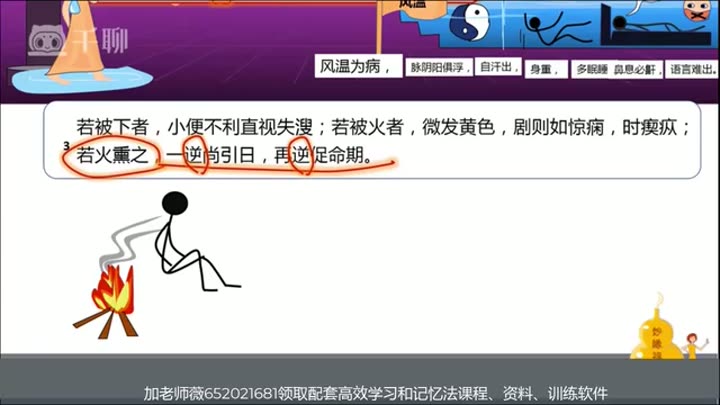 千聊
风温
风温为病，
脉阴阳俱浮，
自汗出，
身重，
多眠睡
鼻息必鼾，
语言难出。
若被下者，小便不利直视失溲；若被火者，微发黄色，剧则如惊痫，时瘈疭；
3
若火熏之，一逆尚引日，再逆促命期。
加老师薇652021681领取配套高效学习和记忆法课程、资料、训练软件